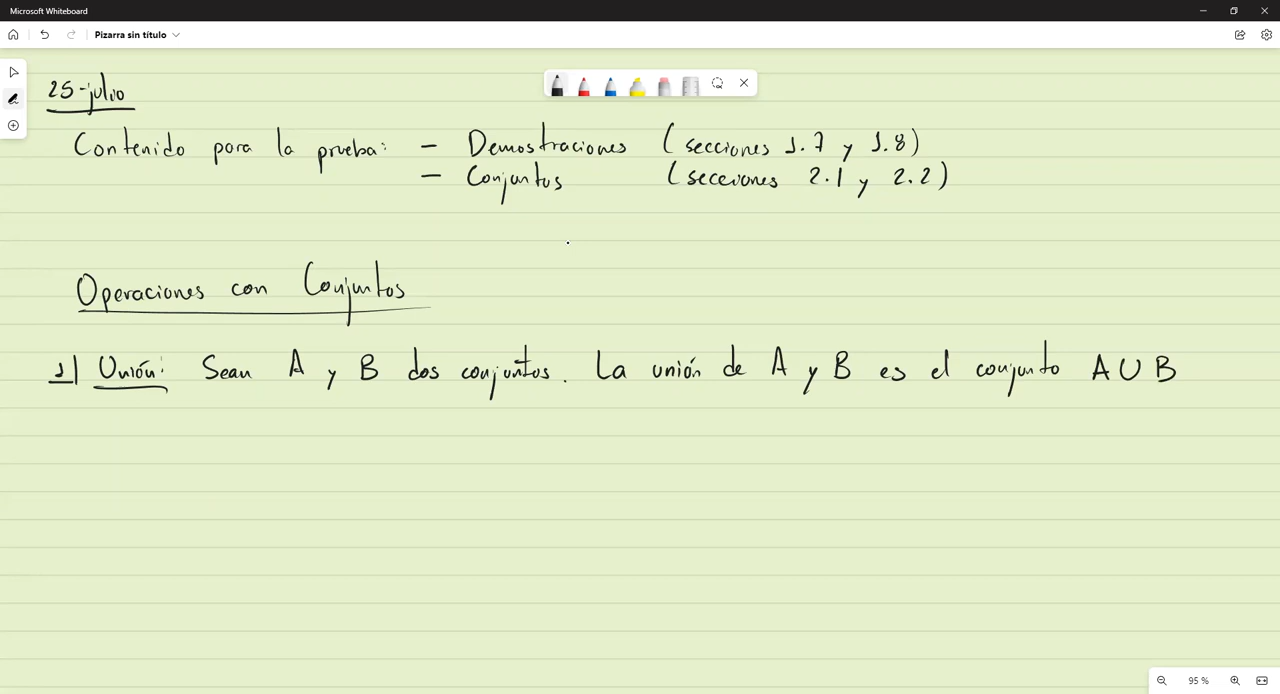 Microsoft Whiteboard
Pizarra sin título
25-julio
Contenido para la prueba: - Demostraciones (secciones 1.7 y 1.8)
- Conjuntos (secciones 2.1 y 2.2)
Operaciones con Conjuntos
1) Unión: Sean A y B dos conjuntos. La unión de A y B es el conjunto A ∪ B
95 %